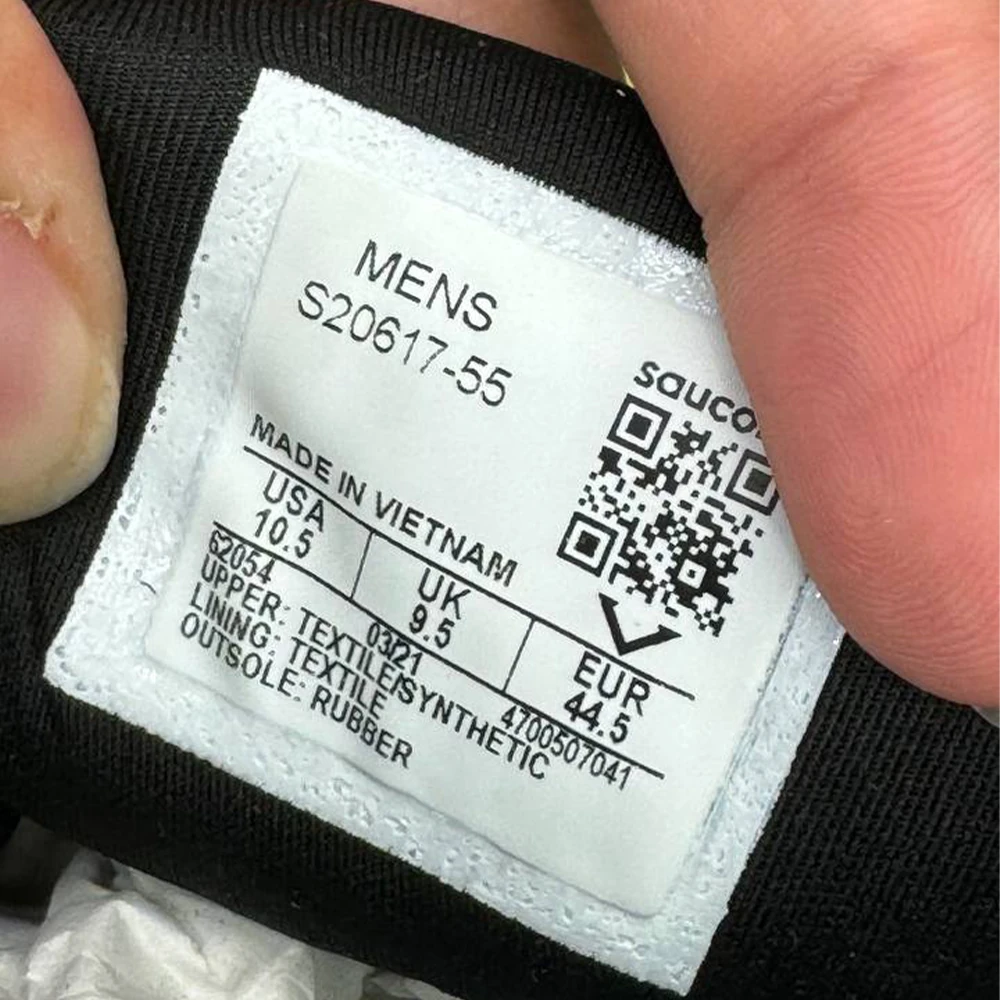 MENS
S20617-55
sauco
MADE IN VIETNAM
USA UK EUR
10.5 9.5 44.5
62054 03/21 4700507041
UPPER: TEXTILE/SYNTHETIC
LINING: TEXTILE
OUTSOLE: RUBBER